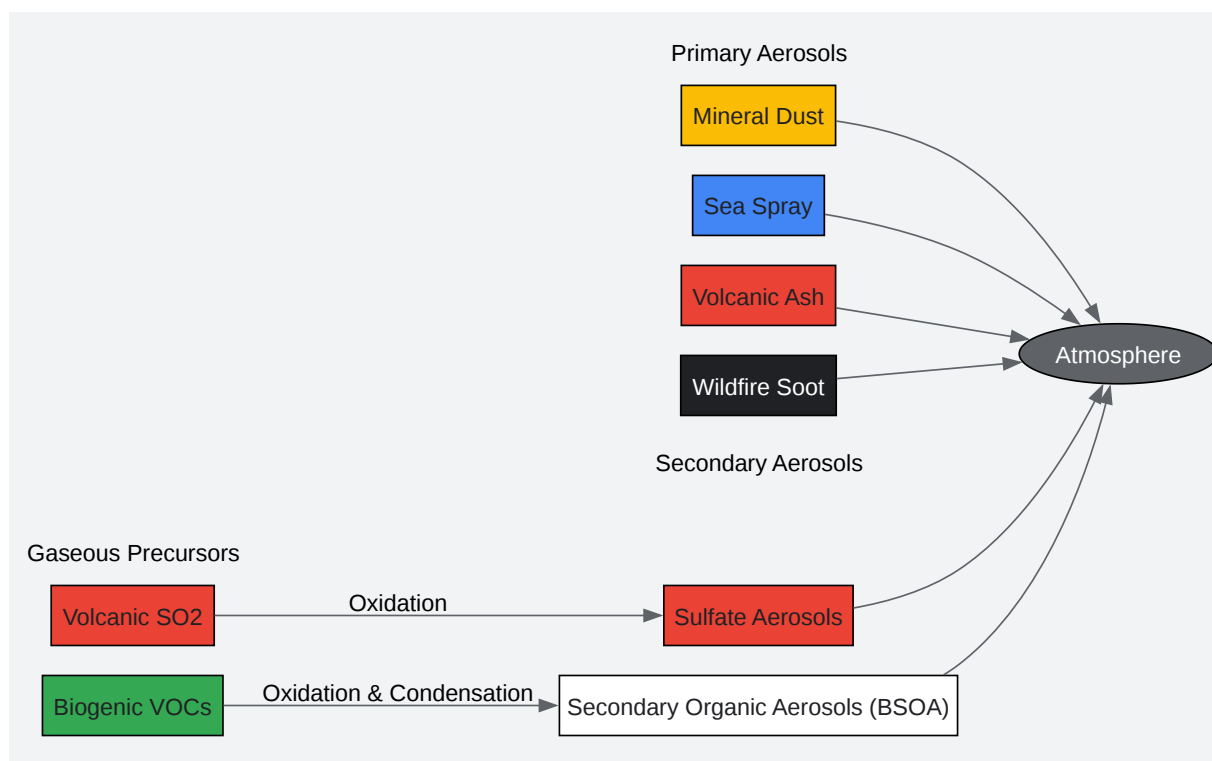 Primary Aerosols
Mineral Dust
Sea Spray
Volcanic Ash
Atmosphere
Wildfire Soot
Secondary Aerosols
Gaseous Precursors
Volcanic SO2
Oxidation
Sulfate Aerosols
Biogenic VOCs
Oxidation & Condensation
Secondary Organic Aerosols (BSOA)